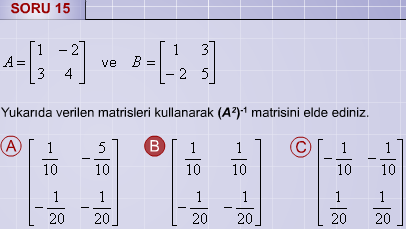 SORU 15
A = [1 -2; 3 4] ve B = [1 3; -2 5]
Yukarıda verilen matrisleri kullanarak (A²)⁻¹ matrisini elde ediniz.
A [1/10 -5/10; -1/20 -1/20] B [1/10 1/10; -1/20 -1/20] C [-1/10 -1/10; 1/20 1/20]